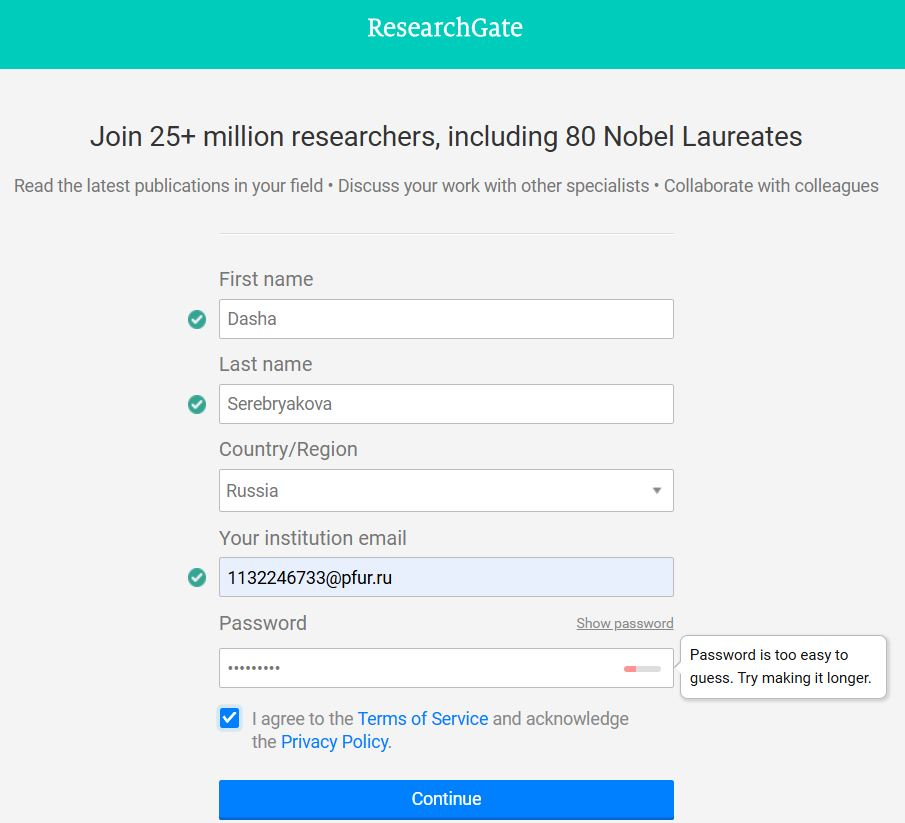 ResearchGate
Join 25+ million researchers, including 80 Nobel Laureates
Read the latest publications in your field • Discuss your work with other specialists • Collaborate with colleagues
First name
Dasha
Last name
Serebryakova
Country/Region
Russia
Your institution email
1132246733@pfur.ru
Password
Show password
•••••••••
Password is too easy to
guess. Try making it longer.
I agree to the Terms of Service and acknowledge
the Privacy Policy.
Continue